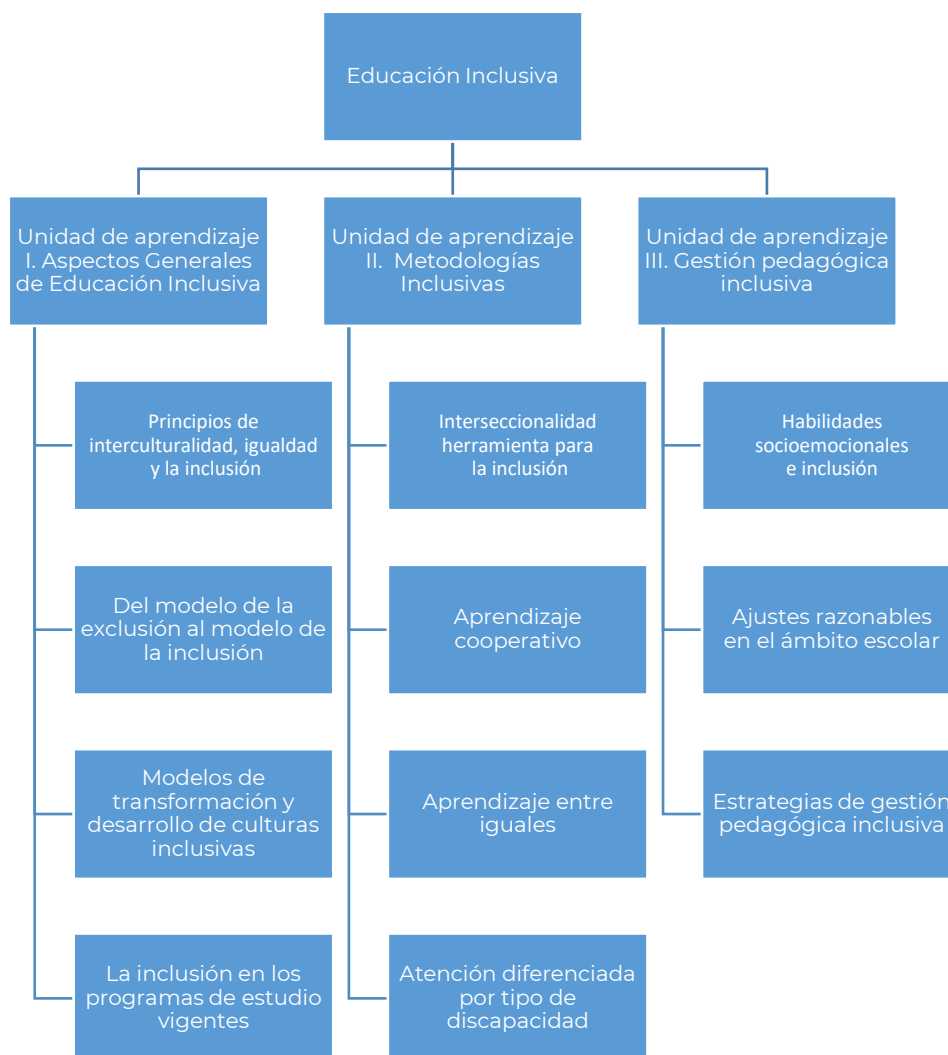 Educación Inclusiva
Unidad de aprendizaje
I. Aspectos Generales
de Educación Inclusiva
Principios de
interculturalidad, igualdad
y la inclusión
Del modelo de la
exclusión al modelo de
la inclusión
Modelos de
transformación y
desarrollo de culturas
inclusivas
La inclusión en los
programas de estudio
vigentes
Unidad de aprendizaje
II. Metodologías
Inclusivas
Interseccionalidad
herramienta para
la inclusión
Aprendizaje
cooperativo
Aprendizaje entre
iguales
Atención diferenciada
por tipo de
discapacidad
Unidad de aprendizaje
III. Gestión pedagógica
inclusiva
Habilidades
socioemocionales
e inclusión
Ajustes razonables
en el ámbito escolar
Estrategias de gestión
pedagógica inclusiva